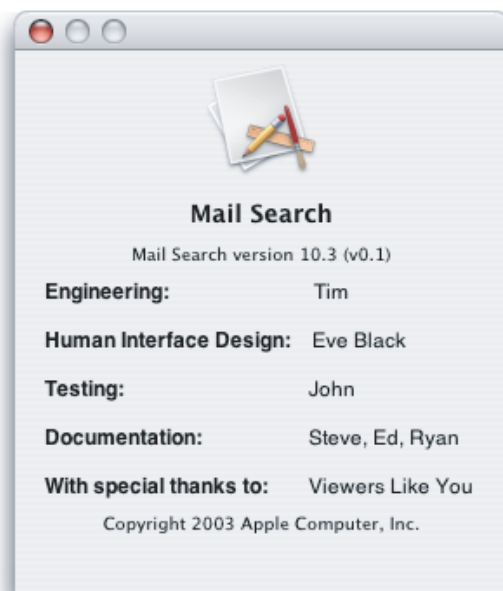 Mail Search
Mail Search version 10.3 (v0.1)
Engineering: Tim
Human Interface Design: Eve Black
Testing: John
Documentation: Steve, Ed, Ryan
With special thanks to: Viewers Like You
Copyright 2003 Apple Computer, Inc.